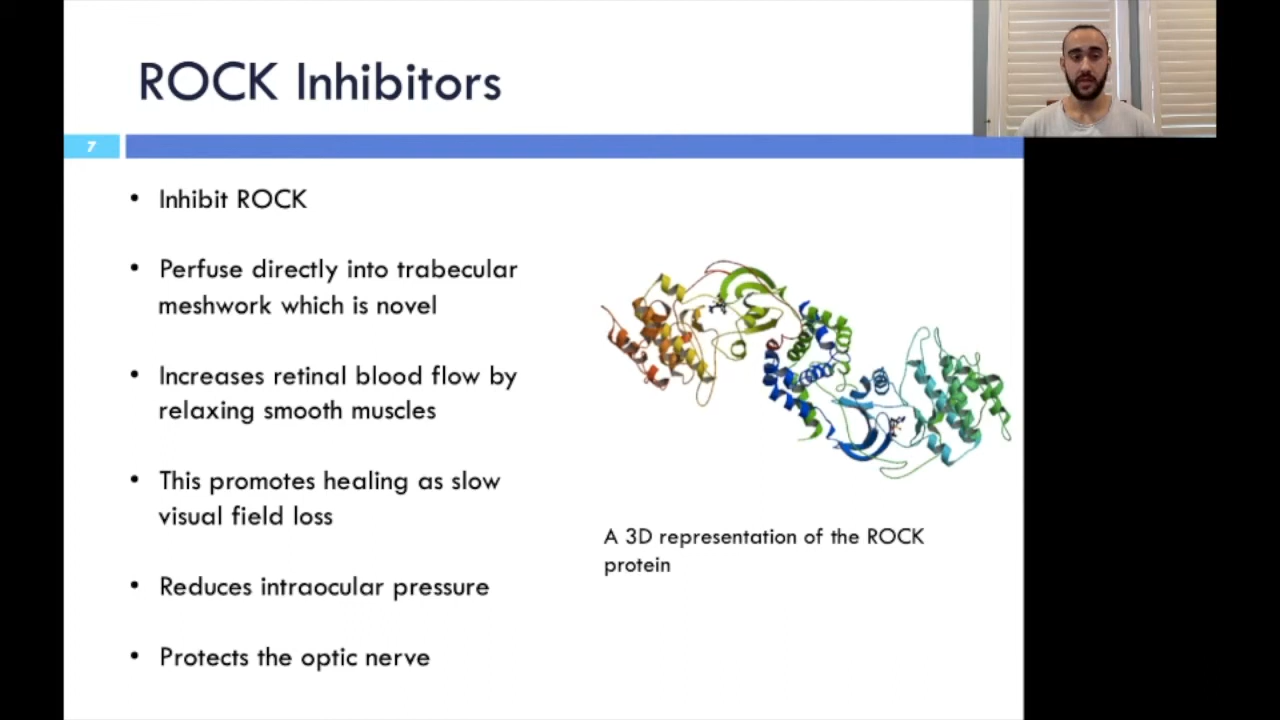 ROCK Inhibitors
7
• Inhibit ROCK
• Perfuse directly into trabecular
meshwork which is novel
• Increases retinal blood flow by
relaxing smooth muscles
• This promotes healing as slow
visual field loss
• Reduces intraocular pressure
• Protects the optic nerve
A 3D representation of the ROCK
protein